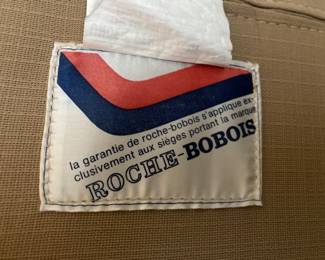 la garantie de roche-bobois s'applique ex-
clusivement aux sièges portant la marque
ROCHE-BOBOIS